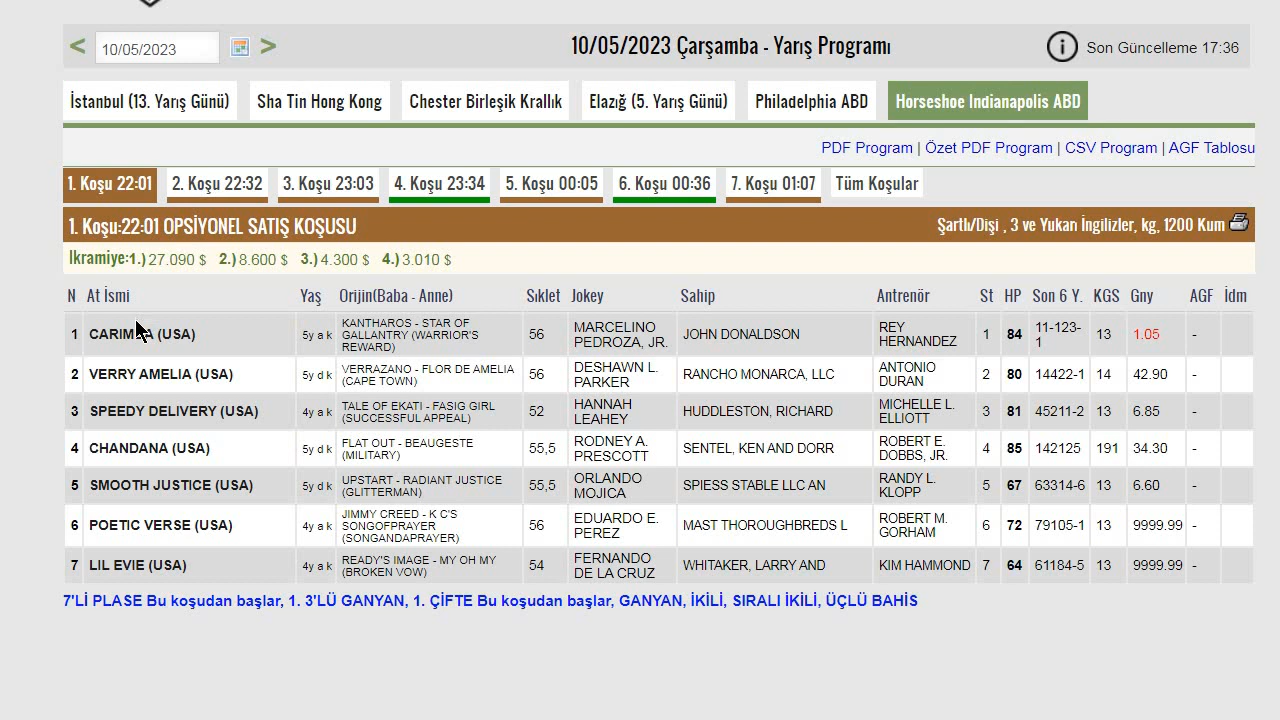 10/05/2023
10/05/2023 Çarşamba - Yarış Programı
Son Güncelleme 17:36
İstanbul (13. Yarış Günü) Sha Tin Hong Kong Chester Birleşik Krallık Elazığ (5. Yarış Günü) Philadelphia ABD Horseshoe Indianapolis ABD
PDF Program | Özet PDF Program | CSV Program | AGF Tablosu
1. Koşu 22:01 2. Koşu 22:32 3. Koşu 23:03 4. Koşu 23:34 5. Koşu 00:05 6. Koşu 00:36 7. Koşu 01:07 Tüm Koşular
1. Koşu:22:01 OPSİYONEL SATIŞ KOŞUSU Şartlı/Dişi , 3 ve Yukarı İngilizler, kg, 1200 Kum
İkramiye:1.) 27.090 $ 2.) 8.600 $ 3.) 4.300 $ 4.) 3.010 $
N At İsmi Yaş Orijin(Baba - Anne) Sıklet Jokey Sahip Antrenör St HP Son 6 Y. KGS Gny AGF İdm
1 (USA) 5y a k KANTHAROS - STAR OF GALLANTRY (WARRIOR'S REWARD) 56 MARCELINO PEDROZA, JR. JOHN DONALDSON REY HERNANDEZ 1 84 11-123-1 13 1.05 -
2 VERRY AMELIA (USA) 5y d k VERRAZANO - FLOR DE AMELIA (CAPE TOWN) 56 DESHAWN L. PARKER RANCHO MONARCA, LLC ANTONIO DURAN 2 80 14422-1 14 42.90 -
3 SPEEDY DELIVERY (USA) 4y a k TALE OF EKATI - FASIG GIRL (SUCCESSFUL APPEAL) 52 HANNAH LEAHEY HUDDLESTON, RICHARD MICHELLE L. ELLIOTT 3 81 45211-2 13 6.85 -
4 CHANDANA (USA) 5y d k FLAT OUT - BEAUGESTE (MILITARY) 55,5 RODNEY A. PRESCOTT SENTEL, KEN AND DORR ROBERT E. DOBBS, JR. 4 85 142125 191 34.30 -
5 SMOOTH JUSTICE (USA) 5y d k UPSTART - RADIANT JUSTICE (GLITTERMAN) 55,5 ORLANDO MOJICA SPIESS STABLE LLC AN RANDY L. KLOPP 5 67 63314-6 13 6.60 -
6 POETIC VERSE (USA) 4y a k JIMMY CREED - K C'S SONGOFPRAYER (SONGANDAPRAYER) 56 EDUARDO E. PEREZ MAST THOROUGHBREDS L ROBERT M. GORHAM 6 72 79105-1 13 9999.99 -
7 LIL EVIE (USA) 4y a k READY'S IMAGE - MY OH MY (BROKEN VOW) 54 FERNANDO DE LA CRUZ WHITAKER, LARRY AND KIM HAMMOND 7 64 61184-5 13 9999.99 -
7'Lİ PLASE Bu koşudan başlar, 1. 3'LÜ GANYAN, 1. ÇİFTE Bu koşudan başlar, GANYAN, İKİLİ, SIRALI İKİLİ, ÜÇLÜ BAHİS